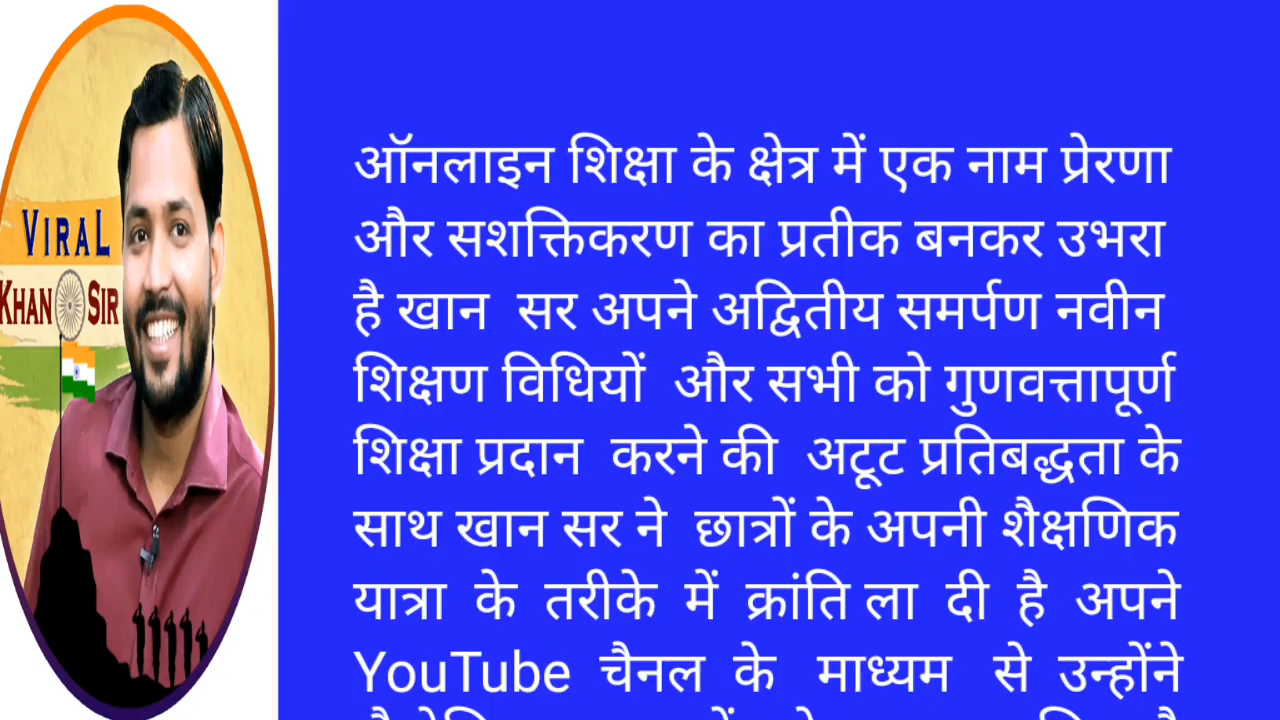 VIRAL
KHAN SIR
ऑनलाइन शिक्षा के क्षेत्र में एक नाम प्रेरणा
और सशक्तिकरण का प्रतीक बनकर उभरा
है खान सर अपने अद्वितीय समर्पण नवीन
शिक्षण विधियों और सभी को गुणवत्तापूर्ण
शिक्षा प्रदान करने की अटूट प्रतिबद्धता के
साथ खान सर ने छात्रों के अपनी शैक्षणिक
यात्रा के तरीके में क्रांति ला दी है अपने
YouTube चैनल के माध्यम से उन्होंने